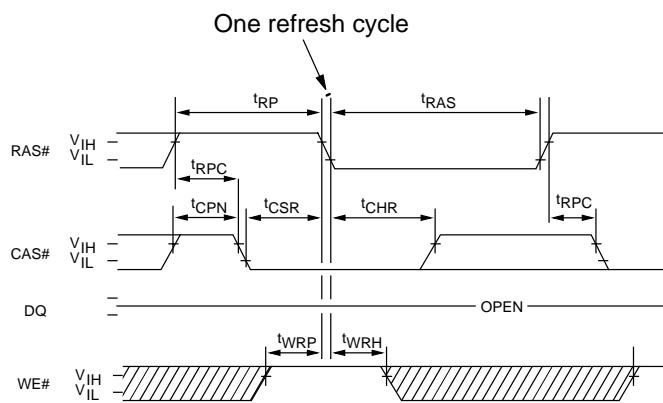 One refresh cycle
tRP
tRAS
RAS#
VIH
VIL
tRPC
tRPC
tCPN
tCSR
tCHR
CAS#
VIH
VIL
DQ
OPEN
tWRP
tWRH
WE#
VIH
VIL